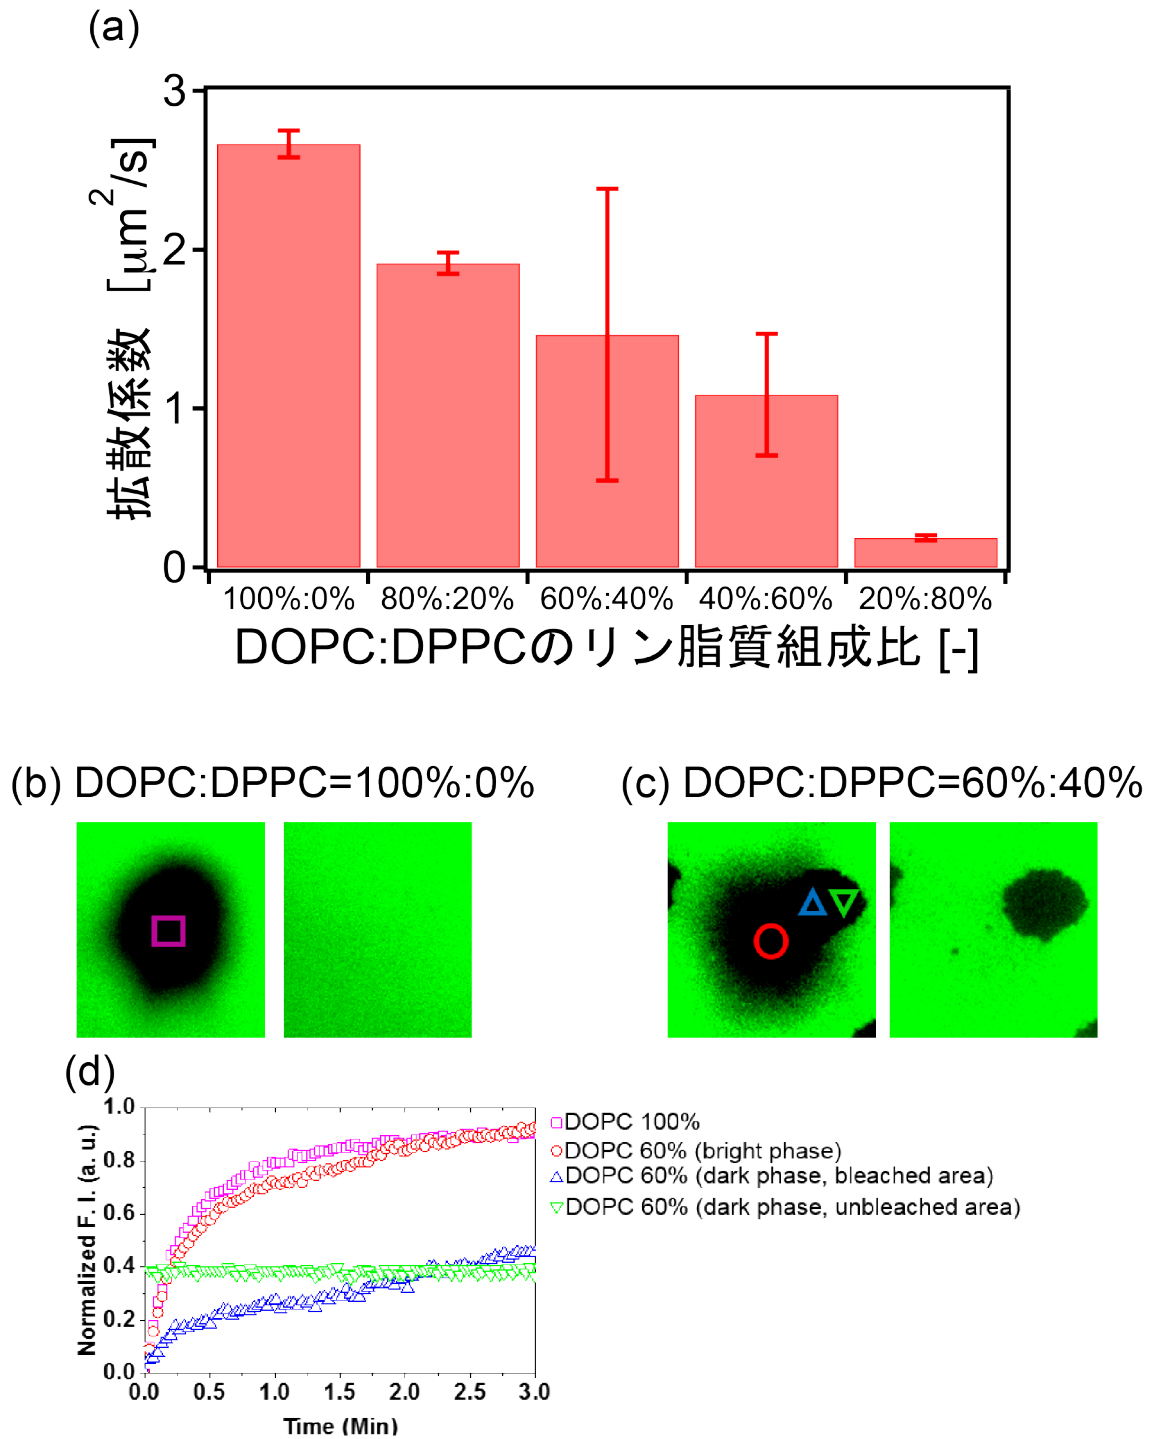 (a)
3
2
1
0
拡散係数 [μm²/s]
100%:0% 80%:20% 60%:40% 40%:60% 20%:80%
DOPC:DPPCのリン脂質組成比 [-]
(b) DOPC:DPPC=100%:0%
(c) DOPC:DPPC=60%:40%
(d)
1.0
0.8
0.6
0.4
0.2
0.0
Normalized F. I. (a. u.)
0.0 0.5 1.0 1.5 2.0 2.5 3.0
Time (Min)
DOPC 100%
DOPC 60% (bright phase)
DOPC 60% (dark phase, bleached area)
DOPC 60% (dark phase, unbleached area)